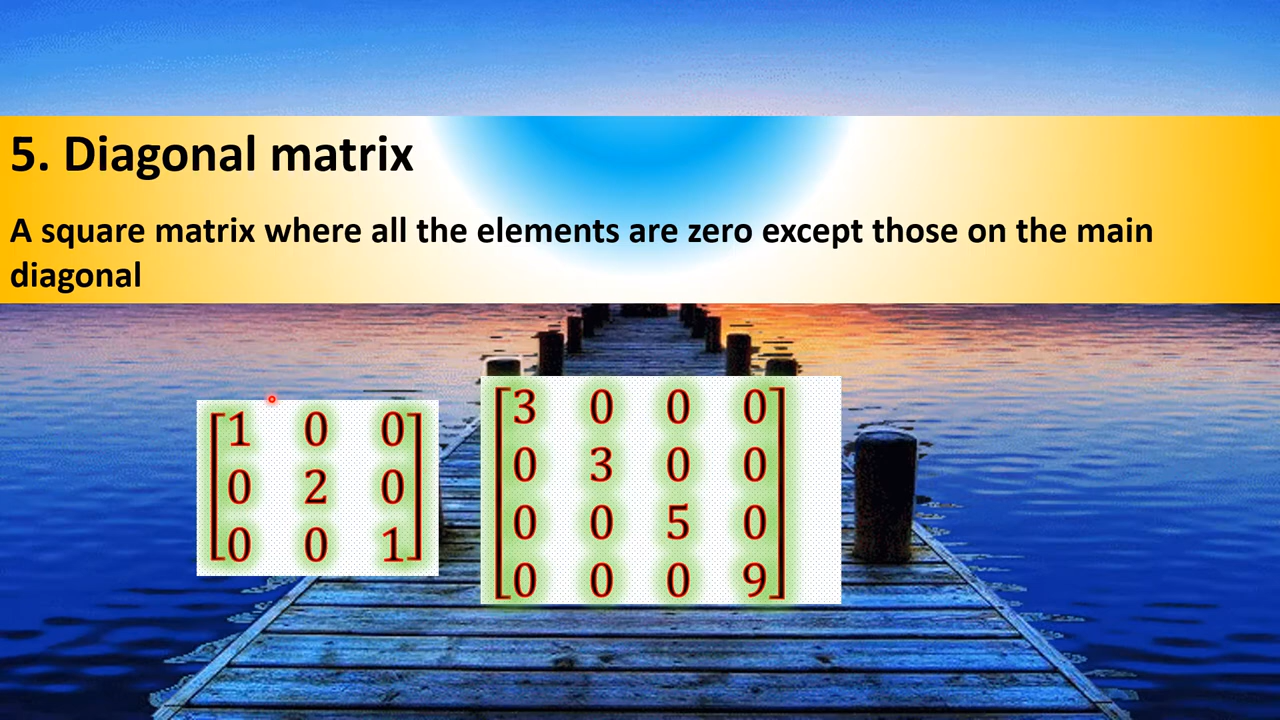 5. Diagonal matrix
A square matrix where all the elements are zero except those on the main
diagonal
[1 0 0]
[0 2 0]
[0 0 1]
[3 0 0 0]
[0 3 0 0]
[0 0 5 0]
[0 0 0 9]